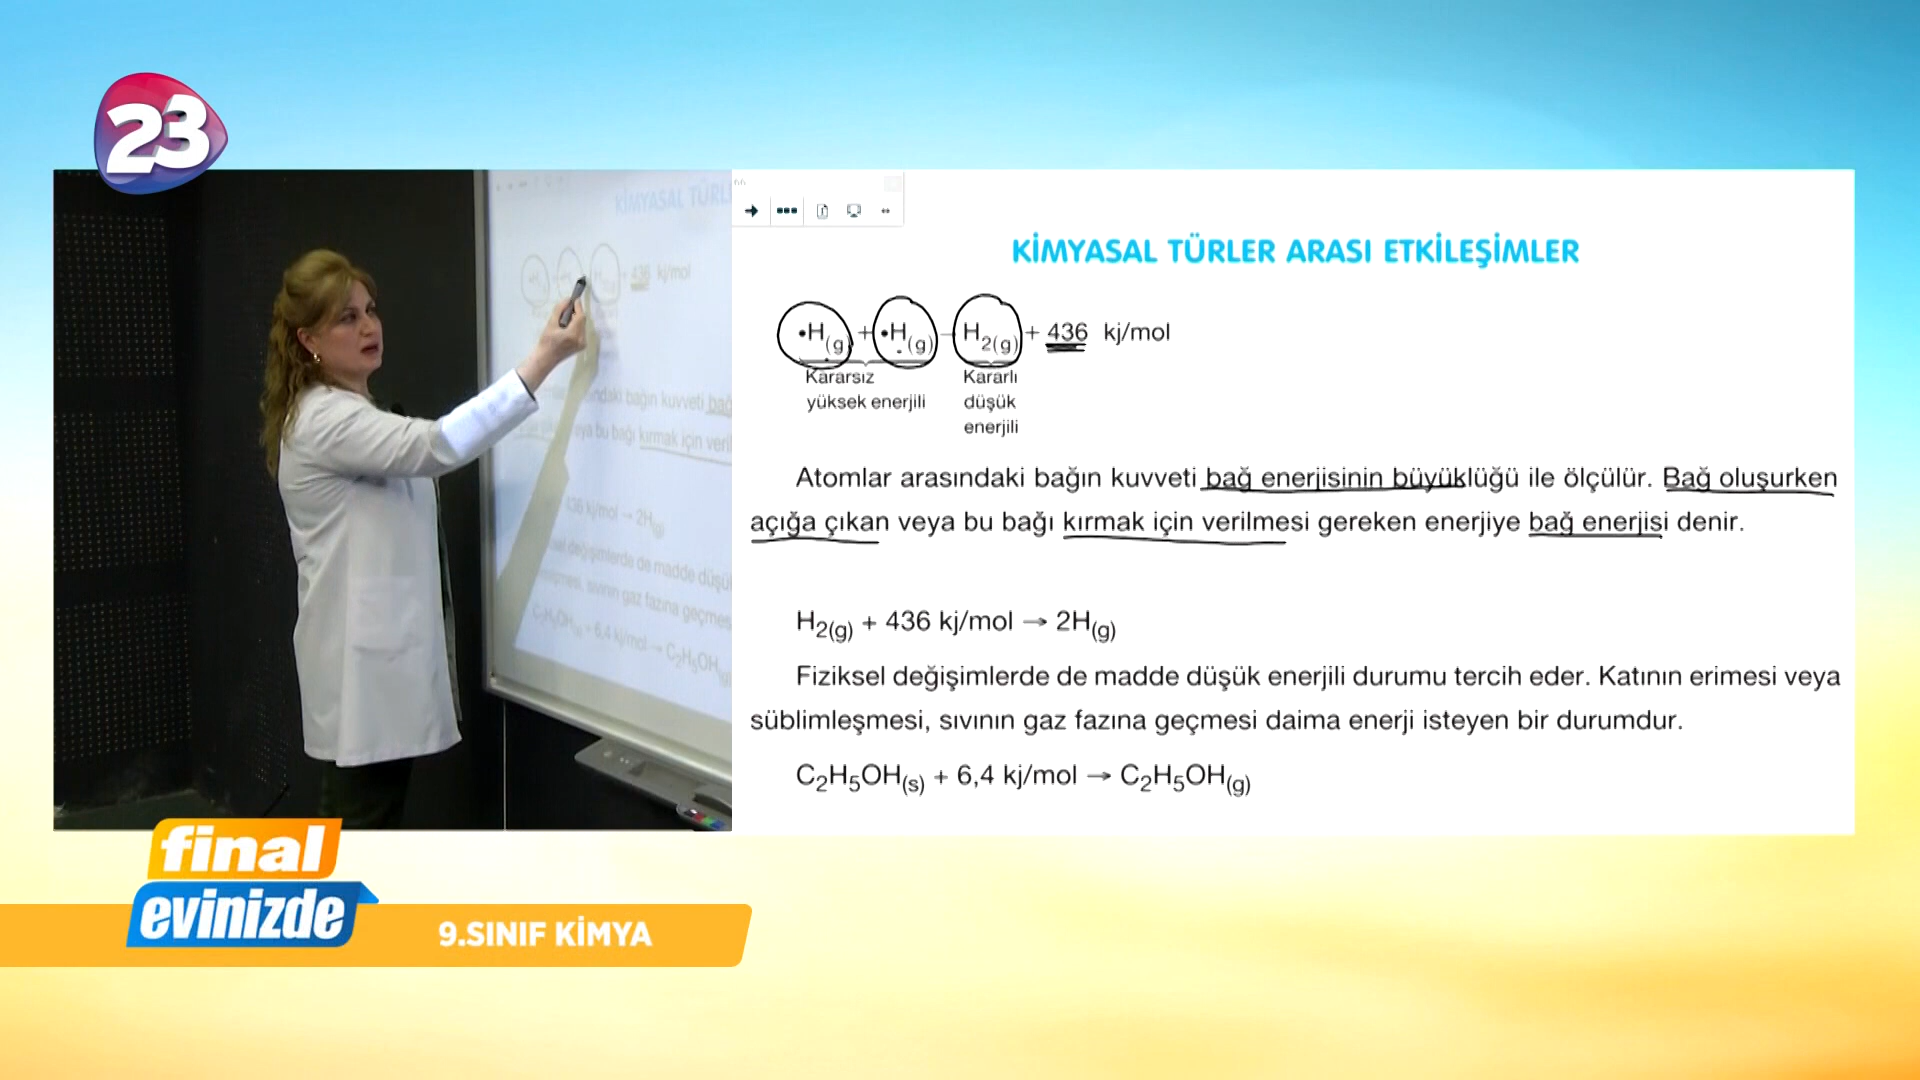 23
KİMYASAL TÜRLER ARASI ETKİLEŞİMLER
•H(g) + •H(g) → H2(g) + 436 kj/mol
Kararsız
yüksek enerjili
Kararlı
düşük
enerjili
Atomlar arasındaki bağın kuvveti bağ enerjisinin büyüklüğü ile ölçülür. Bağ oluşurken
açığa çıkan veya bu bağı kırmak için verilmesi gereken enerjiye bağ enerjisi denir.
H2(g) + 436 kj/mol → 2H(g)
Fiziksel değişimlerde de madde düşük enerjili durumu tercih eder. Katının erimesi veya
süblimleşmesi, sıvının gaz fazına geçmesi daima enerji isteyen bir durumdur.
C2H5OH(s) + 6,4 kj/mol → C2H5OH(g)
final
evinizde
9.SINIF KİMYA